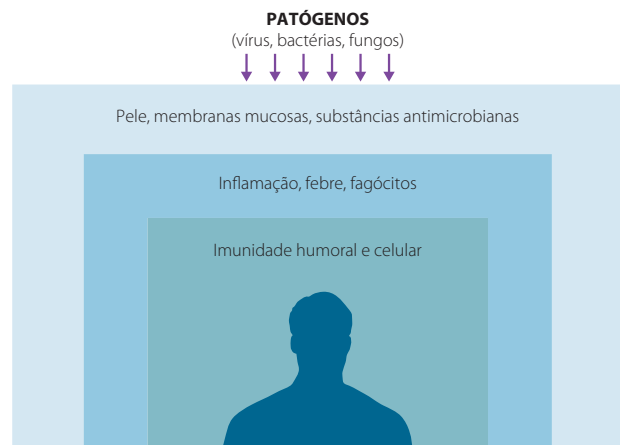 PATÓGENOS
(vírus, bactérias, fungos)
Pele, membranas mucosas, substâncias antimicrobianas
Inflamação, febre, fagócitos
Imunidade humoral e celular